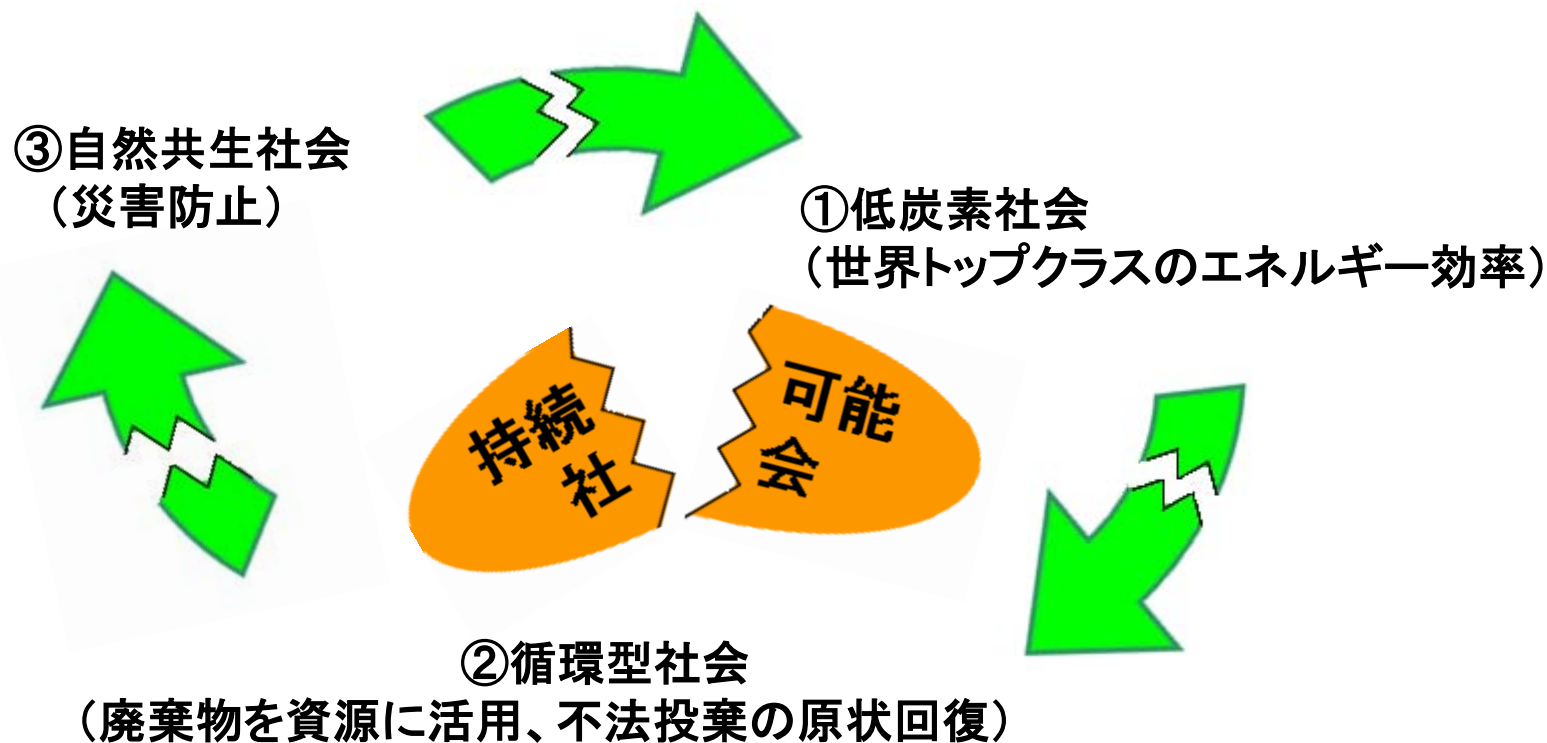 ③自然共生社会
（災害防止）
①低炭素社会
（世界トップクラスのエネルギー効率）
持続
社
可能
会
②循環型社会
（廃棄物を資源に活用、不法投棄の原状回復）